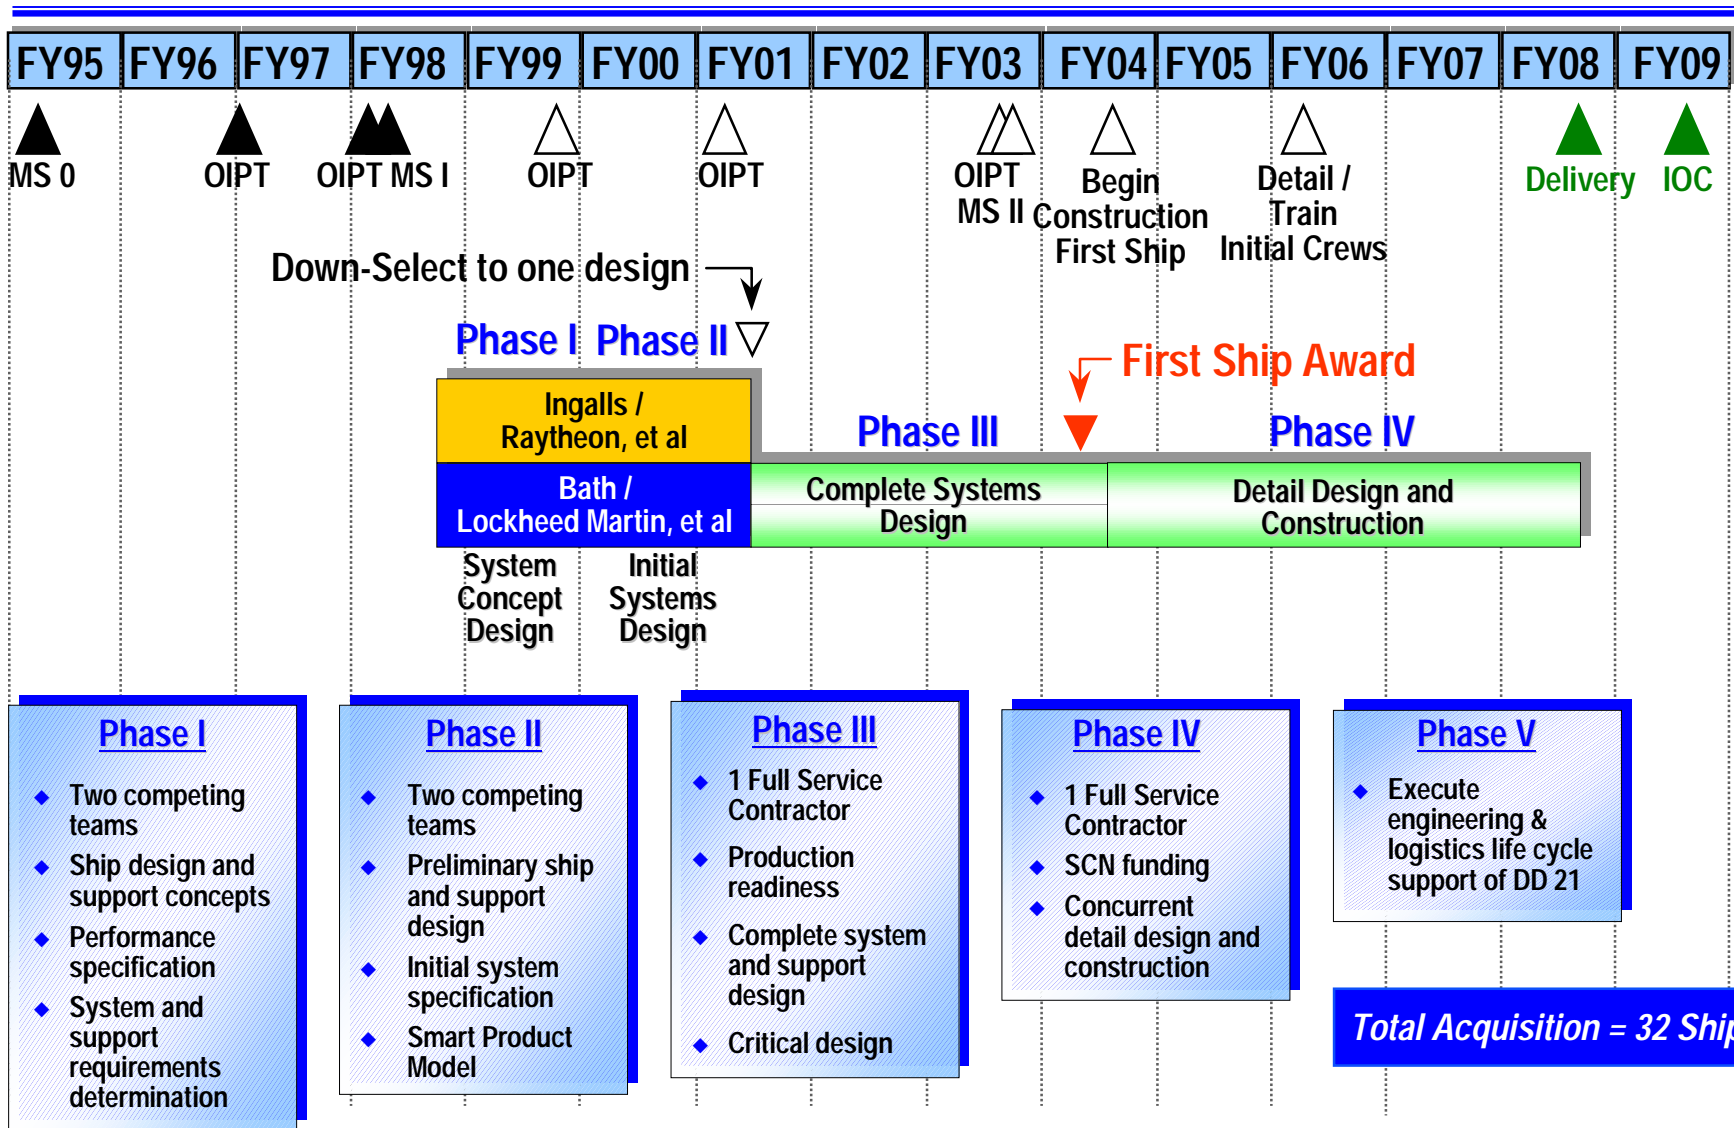 FY95 FY96 FY97 FY98 FY99 FY00 FY01 FY02 FY03 FY04 FY05 FY06 FY07 FY08 FY09
MS 0
OIPT
OIPT MS I
OIPT
OIPT
OIPT
MS II
Begin
Construction
First Ship
Detail /
Train
Initial Crews
Delivery
IOC
Down-Select to one design
Phase I
Phase II
First Ship Award
Ingalls /
Raytheon, et al
Bath /
Lockheed Martin, et al
Phase III
Phase IV
Complete Systems
Design
Detail Design and
Construction
System
Concept
Design
Initial
Systems
Design
Phase I
Two competing
teams
Ship design and
support concepts
Performance
specification
System and
support
requirements
determination
Phase II
Two competing
teams
Preliminary ship
and support
design
Initial system
specification
Smart Product
Model
Phase III
1 Full Service
Contractor
Production
readiness
Complete system
and support
design
Critical design
Phase IV
1 Full Service
Contractor
SCN funding
Concurrent
detail design and
construction
Phase V
Execute
engineering &
logistics life cycle
support of DD 21
Total Acquisition = 32 Ship